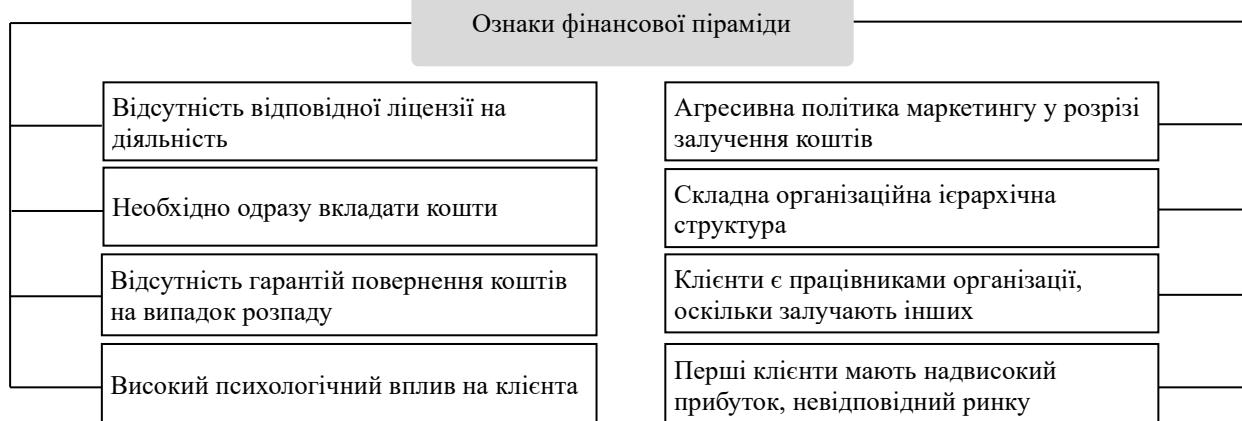 Ознаки фінансової піраміди
Відсутність відповідної ліцензії на
діяльність
Необхідно одразу вкладати кошти
Відсутність гарантій повернення коштів
на випадок розпаду
Високий психологічний вплив на клієнта
Агресивна політика маркетингу у розрізі
залучення коштів
Складна організаційна ієрархічна
структура
Клієнти є працівниками організації,
оскільки залучають інших
Перші клієнти мають надвисокий
прибуток, невідповідний ринку